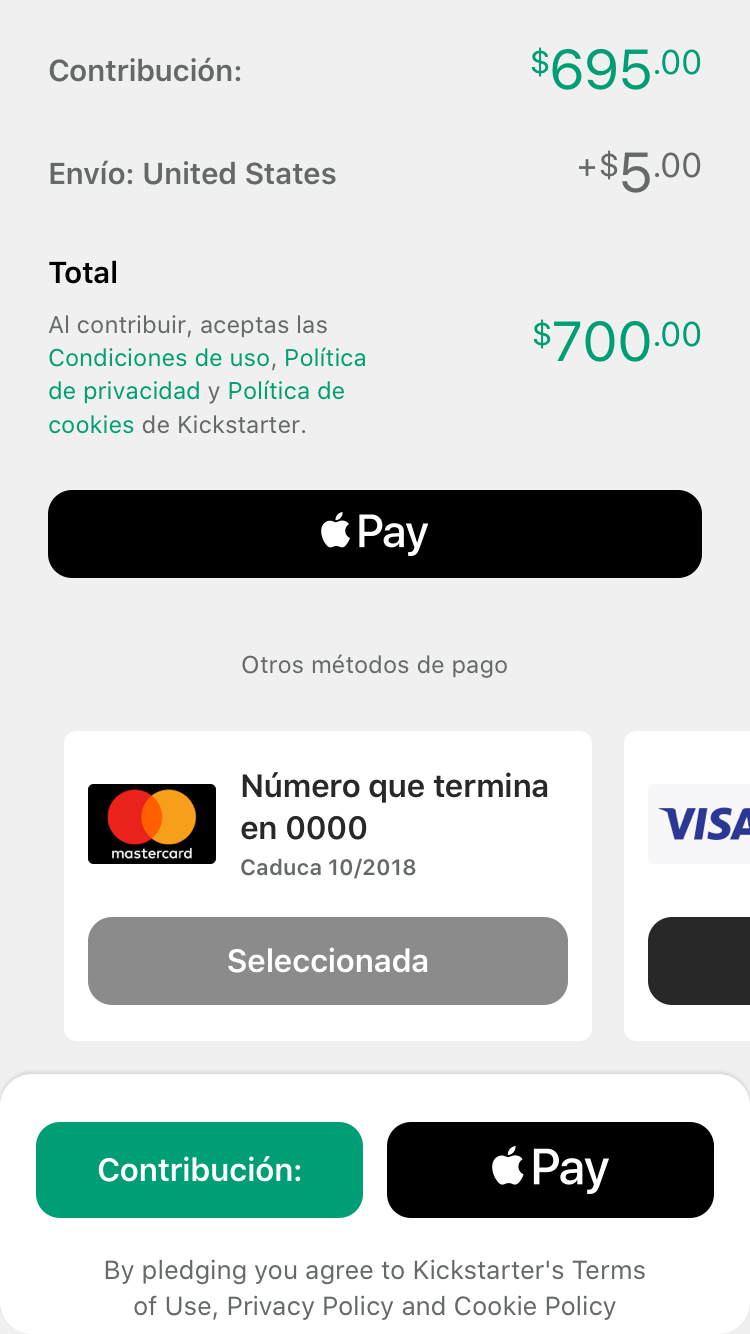 Contribución: $695.00
Envío: United States +$5.00
Total
Al contribuir, aceptas las
Condiciones de uso, Política
de privacidad y Política de
cookies de Kickstarter.
$700.00
Pay
Otros métodos de pago
mastercard
Número que termina
en 0000
Caduca 10/2018
Seleccionada
VISA
Contribución:
Pay
By pledging you agree to Kickstarter's Terms
of Use, Privacy Policy and Cookie Policy